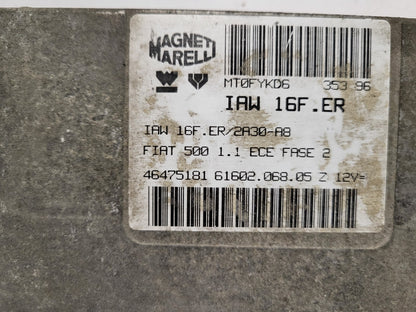 MAGNETI
MARELLI
MT0FYKD6 353 96
IAW 16F.ER
IAW 16F.ER/2A30-A8
FIAT 500 1.1 ECE FASE 2
46475181 61602.068.05 Z 12V=